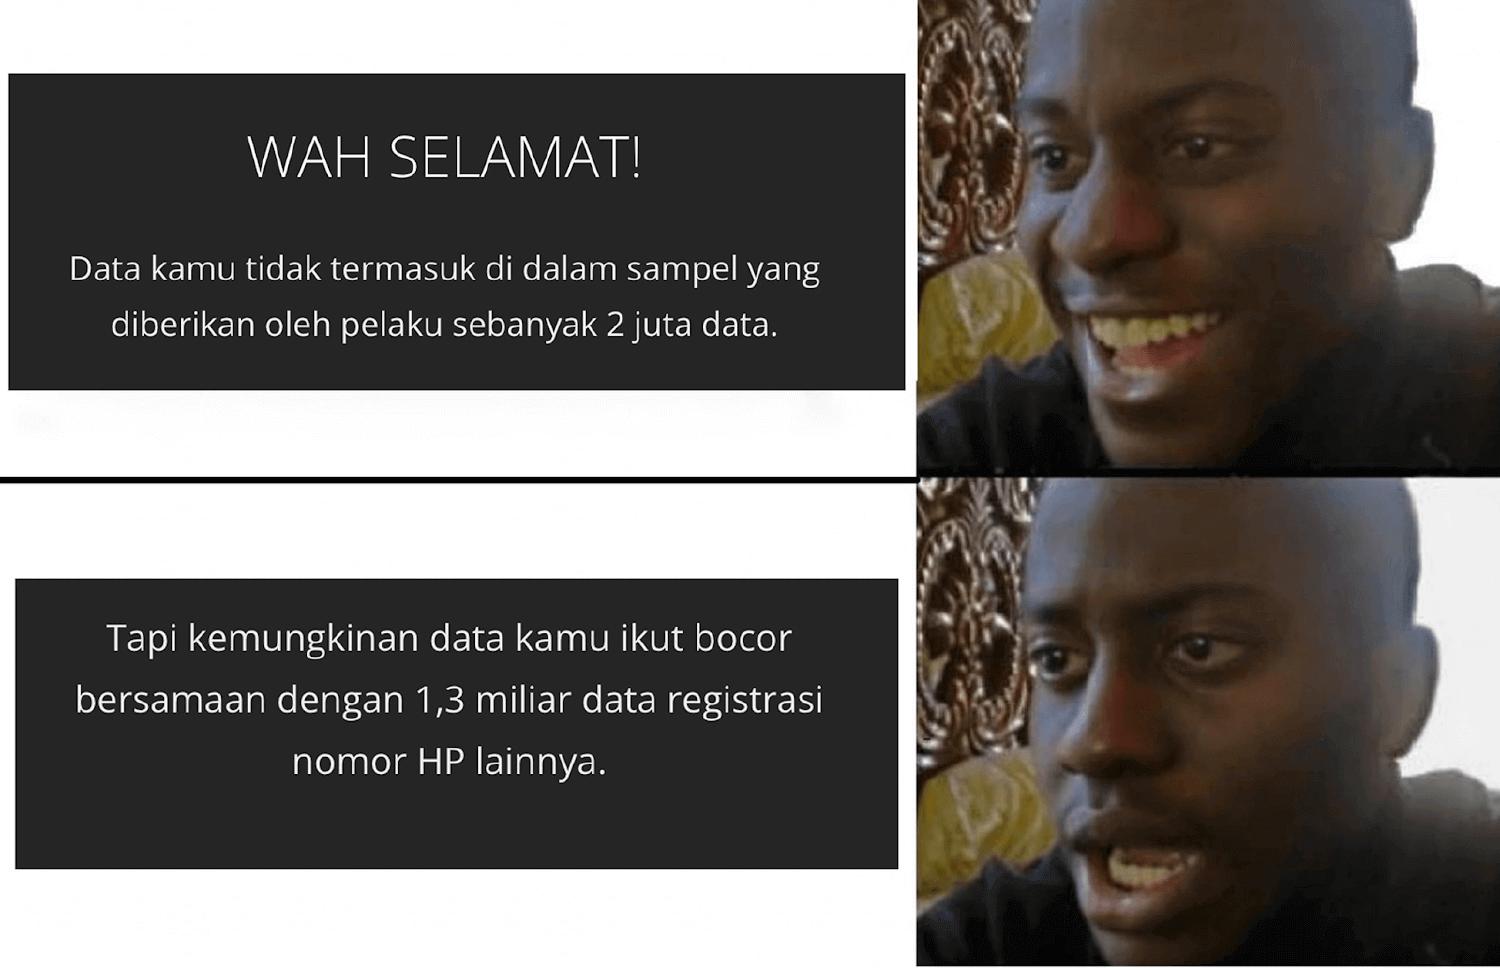 WAH SELAMAT!
Data kamu tidak termasuk di dalam sampel yang
diberikan oleh pelaku sebanyak 2 juta data.
Tapi kemungkinan data kamu ikut bocor
bersamaan dengan 1,3 miliar data registrasi
nomor HP lainnya.